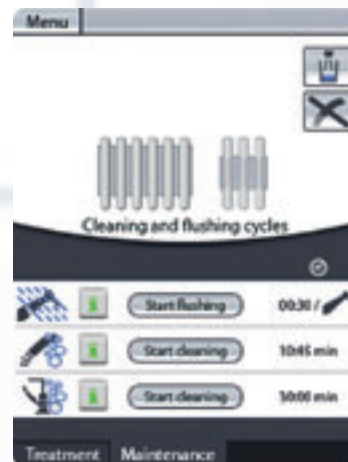 Menu
Cleaning and flushing cycles
Start flushing 00:30 /
Start cleaning 10:45 min
Start cleaning 30:00 min
Treatment Maintenance